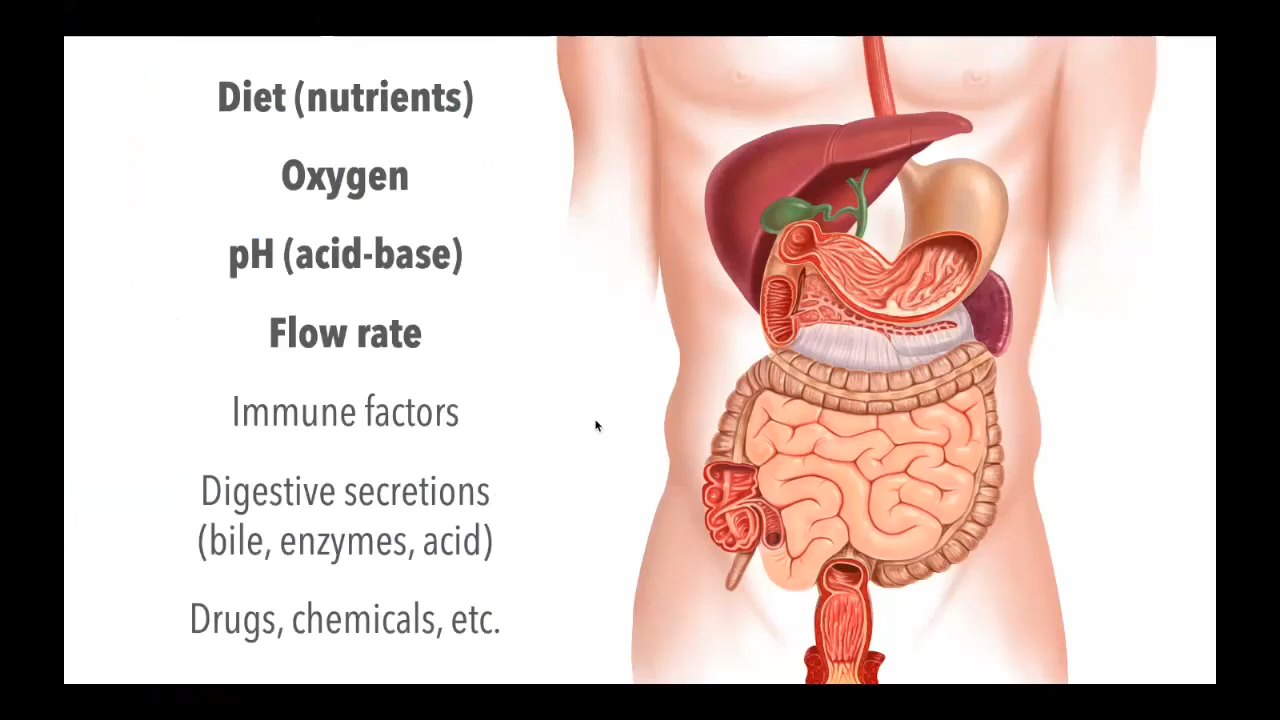 Diet (nutrients)
Oxygen
pH (acid-base)
Flow rate
Immune factors
Digestive secretions
(bile, enzymes, acid)
Drugs, chemicals, etc.